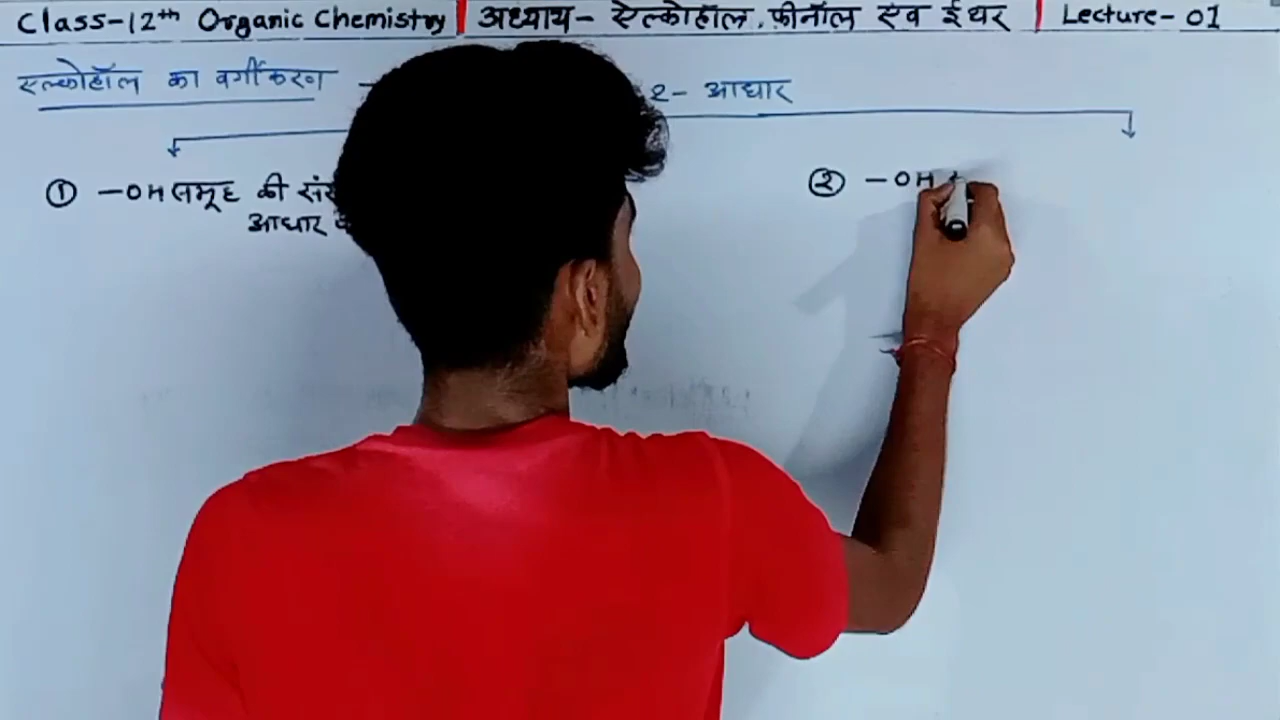 Class-12th Organic Chemistry | अध्याय- ऐल्कोहॉल, फ़ीनॉल एव ईथर | Lecture- 01
एल्कोहॉल का वर्गीकरण -
2- आधार
① -OH समूह की
आधार
② -OH